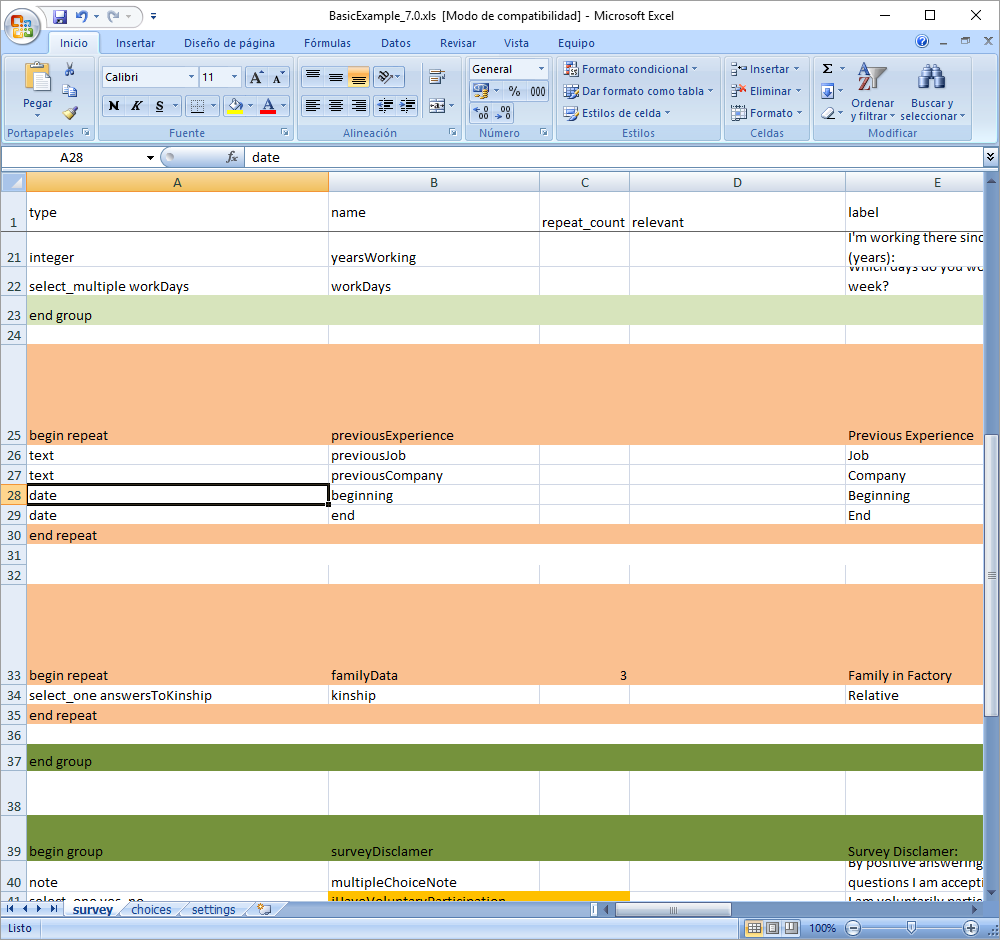 BasicExample_7.0.xls [Modo de compatibilidad] - Microsoft Excel
Inicio Insertar Diseño de página Fórmulas Datos Revisar Vista Equipo
Pegar
Portapapeles
Calibri 11
N K S
Fuente
Alineación
General
% 000
Número
Formato condicional
Dar formato como tabla
Estilos de celda
Estilos
Insertar
Eliminar
Formato
Celdas
Σ
Ordenar
y filtrar
Buscar y
seleccionar
Modificar
A28 fx date
A B C D E
1 type name repeat_count relevant label
I'm working there sinc
21 integer yearsWorking (years):
Which days do you wo
22 select_multiple workDays workDays week?
23 end group
24
25 begin repeat previousExperience Previous Experience
26 text previousJob Job
27 text previousCompany Company
28 date beginning Beginning
29 date end End
30 end repeat
31
32
33 begin repeat familyData 3 Family in Factory
34 select_one answersToKinship kinship Relative
35 end repeat
36
37 end group
38
39 begin group surveyDisclamer Survey Disclamer:
By positive answering
40 note multipleChoiceNote questions I am accepti
41 select_one yes_no iHaveVoluntaryParticipation I am voluntarily partic
survey choices settings
Listo 100%